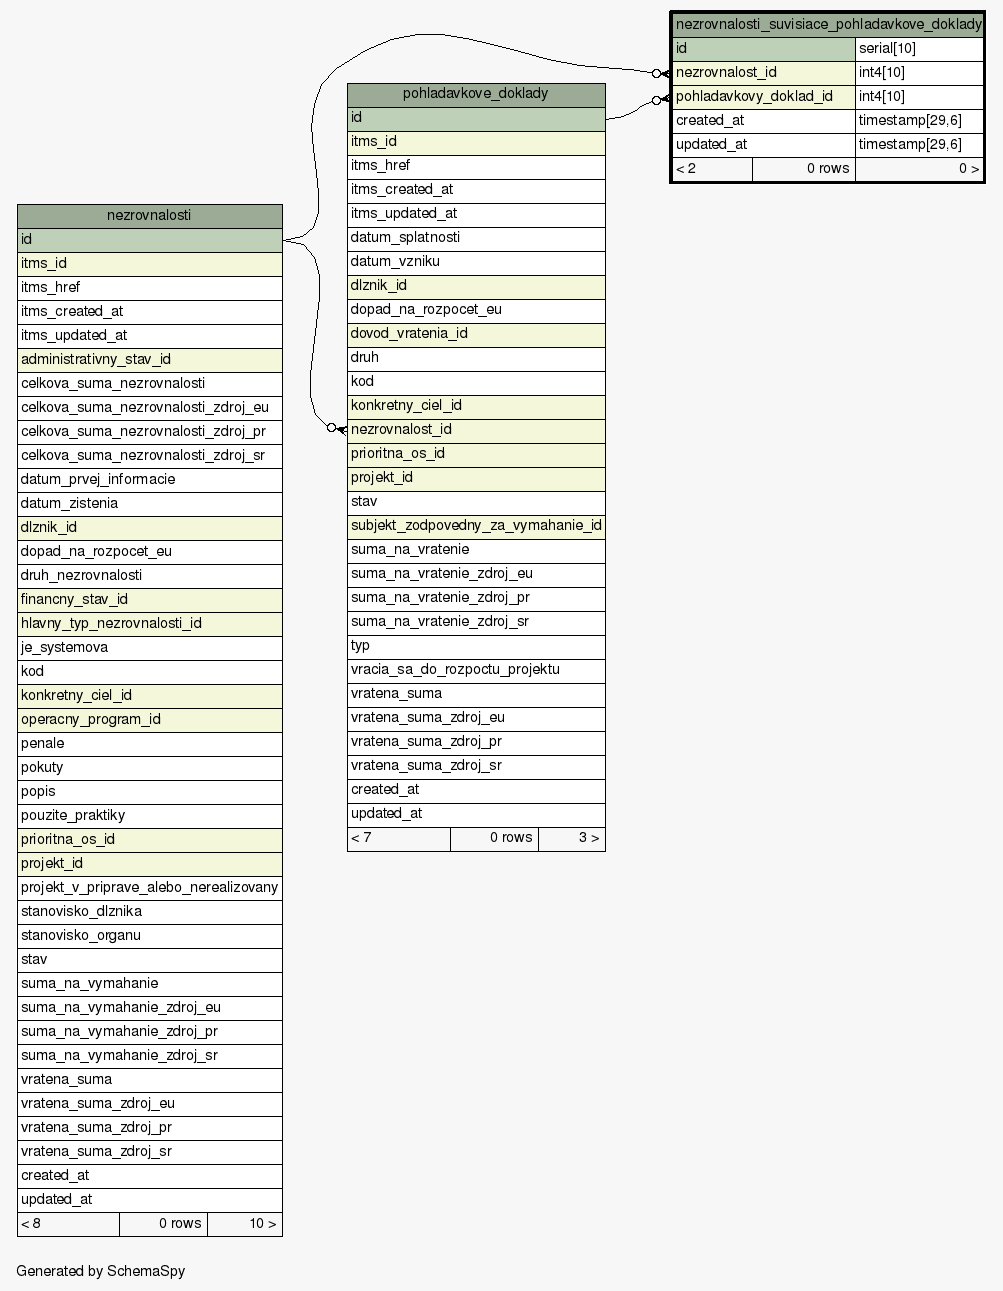 nezrovnalosti_suvisiace_pohladavkove_doklady
id serial[10]
nezrovnalost_id int4[10]
pohladavkovy_doklad_id int4[10]
created_at timestamp[29,6]
updated_at timestamp[29,6]
< 2 0 rows 0 >
pohladavkove_doklady
id
itms_id
itms_href
itms_created_at
itms_updated_at
datum_splatnosti
datum_vzniku
dlznik_id
dopad_na_rozpocet_eu
dovod_vratenia_id
druh
kod
konkretny_ciel_id
nezrovnalost_id
prioritna_os_id
projekt_id
stav
subjekt_zodpovedny_za_vymahanie_id
suma_na_vratenie
suma_na_vratenie_zdroj_eu
suma_na_vratenie_zdroj_pr
suma_na_vratenie_zdroj_sr
typ
vracia_sa_do_rozpoctu_projektu
vratena_suma
vratena_suma_zdroj_eu
vratena_suma_zdroj_pr
vratena_suma_zdroj_sr
created_at
updated_at
< 7 0 rows 3 >
nezrovnalosti
id
itms_id
itms_href
itms_created_at
itms_updated_at
administrativny_stav_id
celkova_suma_nezrovnalosti
celkova_suma_nezrovnalosti_zdroj_eu
celkova_suma_nezrovnalosti_zdroj_pr
celkova_suma_nezrovnalosti_zdroj_sr
datum_prvej_informacie
datum_zistenia
dlznik_id
dopad_na_rozpocet_eu
druh_nezrovnalosti
financny_stav_id
hlavny_typ_nezrovnalosti_id
je_systemova
kod
konkretny_ciel_id
operacny_program_id
penale
pokuty
popis
pouzite_praktiky
prioritna_os_id
projekt_id
projekt_v_priprave_alebo_nerealizovany
stanovisko_dlznika
stanovisko_organu
stav
suma_na_vymahanie
suma_na_vymahanie_zdroj_eu
suma_na_vymahanie_zdroj_pr
suma_na_vymahanie_zdroj_sr
vratena_suma
vratena_suma_zdroj_eu
vratena_suma_zdroj_pr
vratena_suma_zdroj_sr
created_at
updated_at
< 8 0 rows 10 >
Generated by SchemaSpy